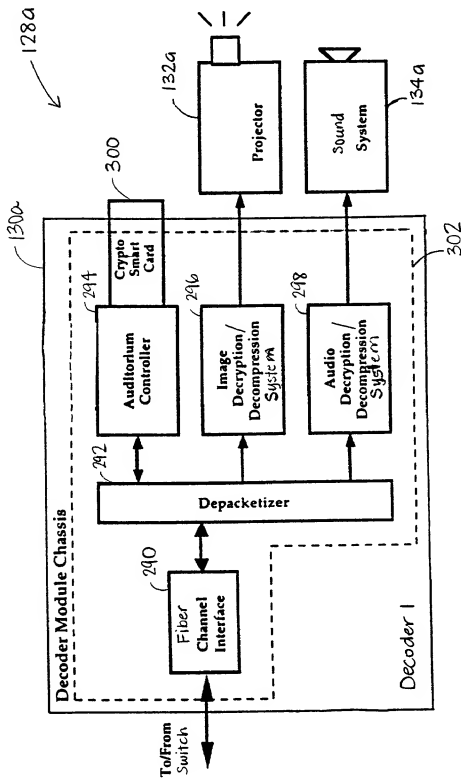 128a
130a
Decoder Module Chassis
300
Crypto
Smart
Card
294
Auditorium
Controller
132a
Projector
296
Image
Decryption/
Decompression
System
134a
Sound
System
298
Audio
Decryption/
Decompression
System
302
292
Depacketizer
290
Fiber
Channel
Interface
To/From
Switch
Decoder 1